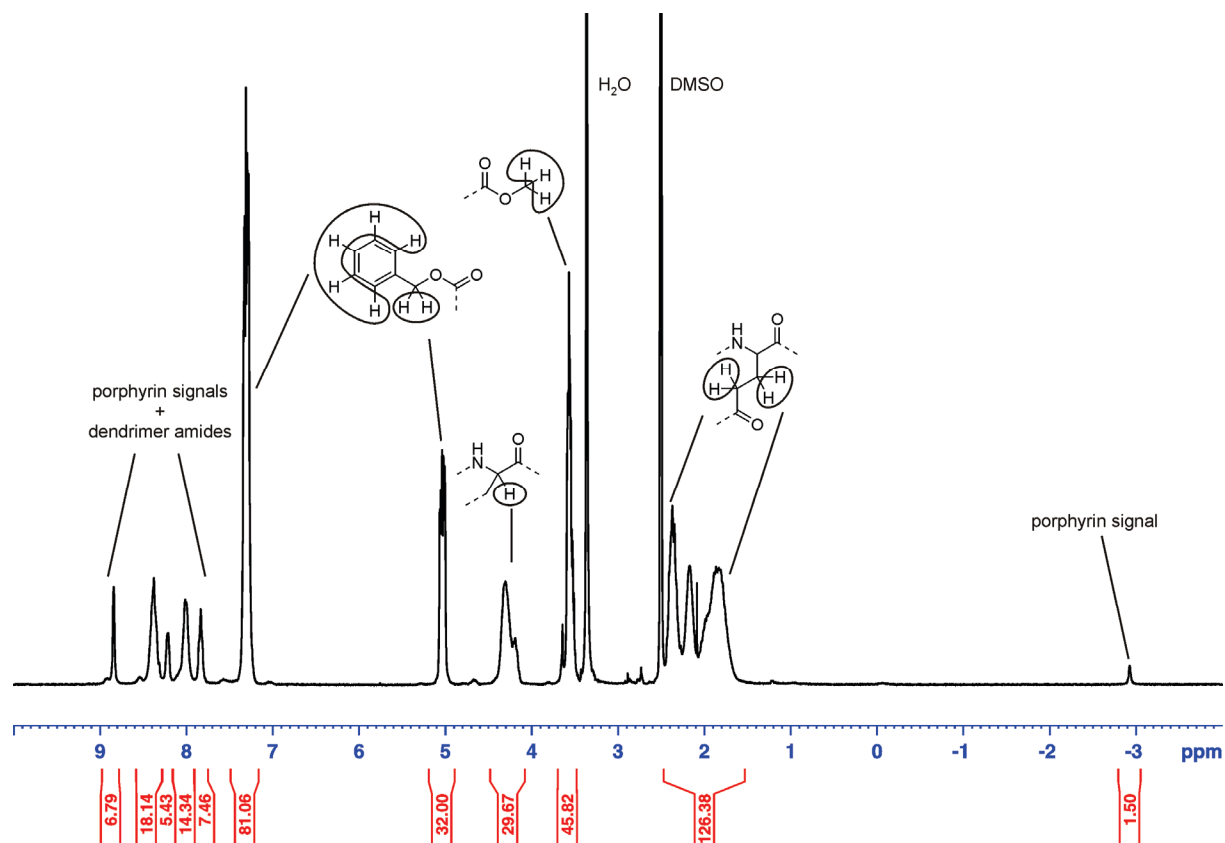 H₂O
DMSO
O
H
H
O
H
H
H
H
O
O
H
H
H
H
H
H
porphyrin signals
+
dendrimer amides
H
N
O
H
H
N
O
H
H
H
H
O
porphyrin signal
9 8 7 6 5 4 3 2 1 0 -1 -2 -3 ppm
6.79
18.14
5.43
14.34
7.46
81.06
32.00
29.67
45.82
126.38
1.50